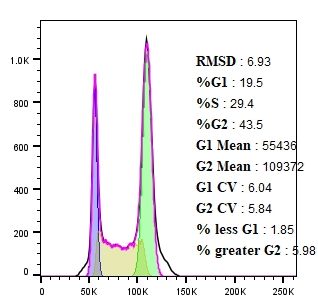 1.0K
800
600
400
200
0
0
50K
100K
150K
200K
250K
RMSD : 6.93
%G1 : 19.5
%S : 29.4
%G2 : 43.5
G1 Mean : 55436
G2 Mean : 109372
G1 CV : 6.04
G2 CV : 5.84
% less G1 : 1.85
% greater G2 : 5.98